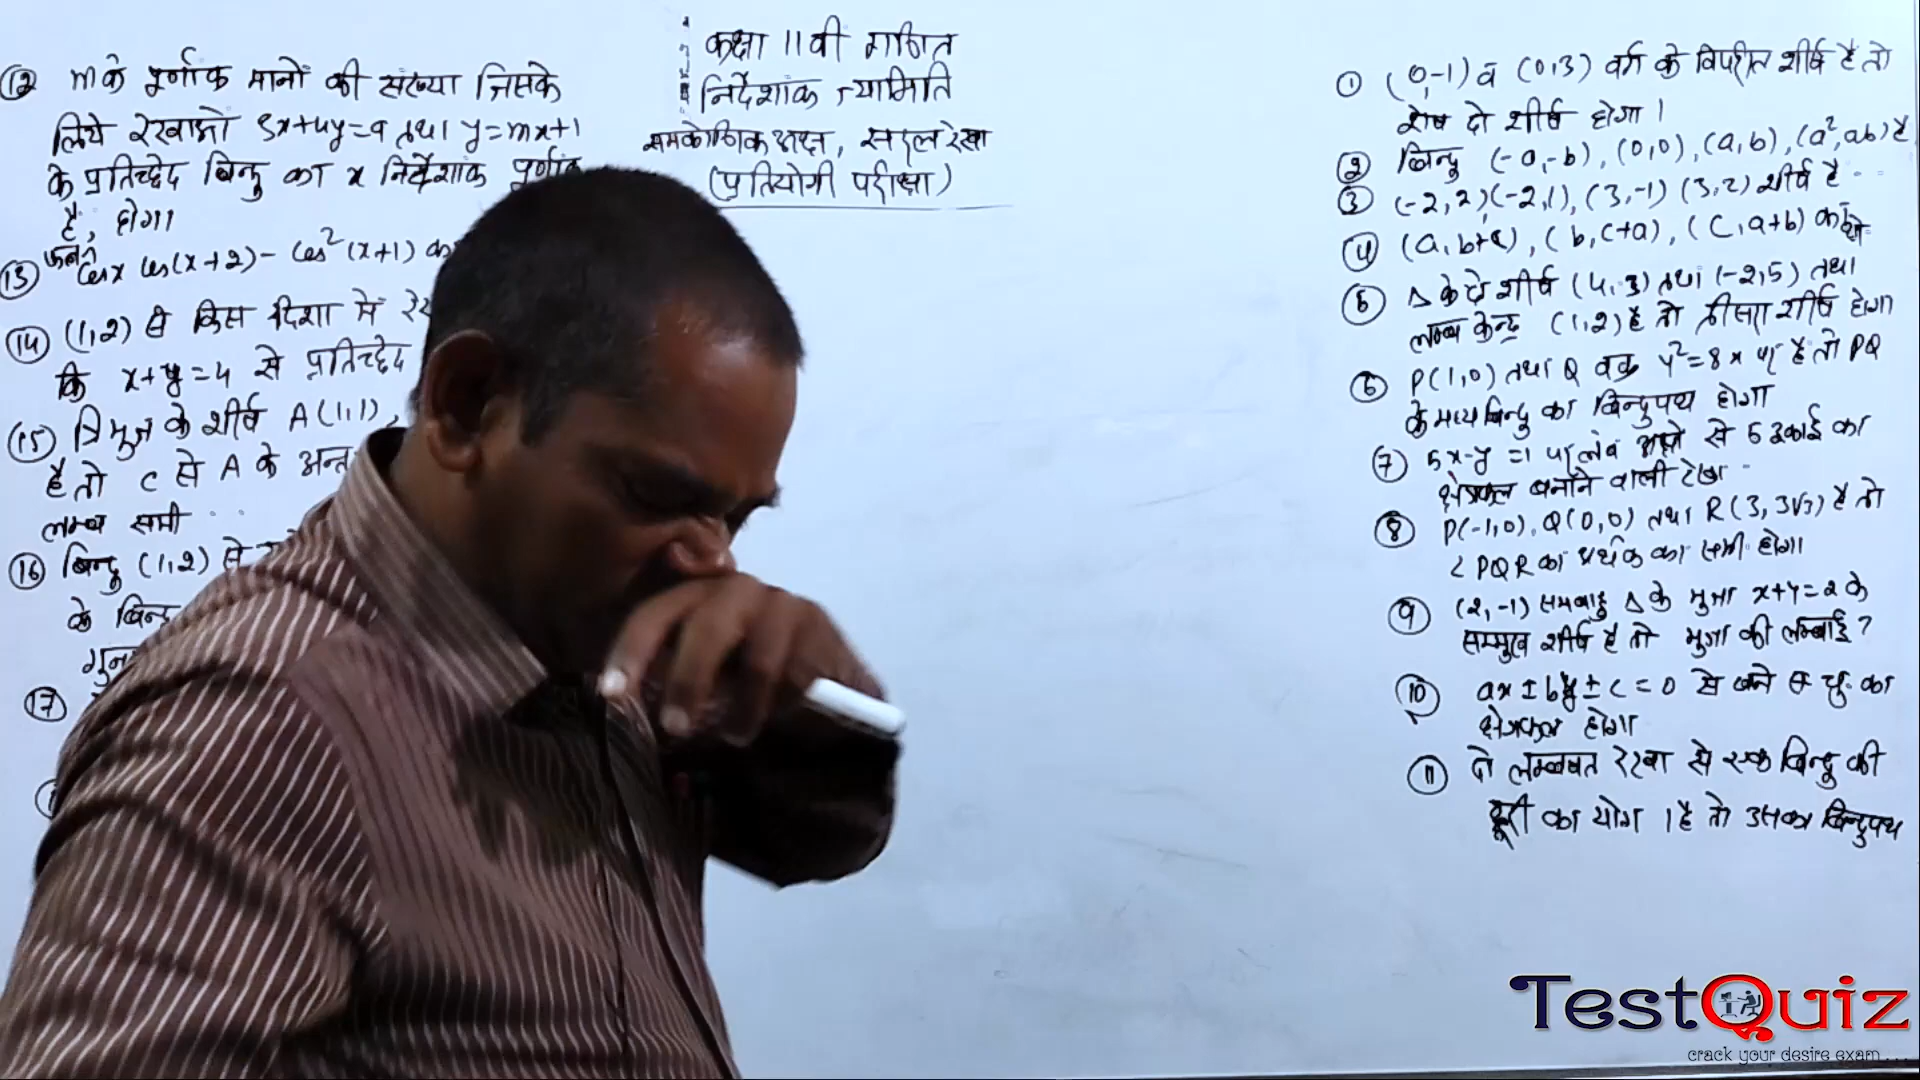 कक्षा 11वी गणित
निर्देशांक ज्यामिति
समकोणिक अक्ष, सरल रेखा
(प्रतियोगी परीक्षा)
① (0,-1) व (0,3) वर्ग के विपरीत शीर्ष है तो
शेष दो शीर्ष होगा।
② बिन्दु (-a,-b), (0,0), (a,b), (a²,ab) है
③ (-2,2)(-2,1), (3,-1) (3,2) शीर्ष है
④ (a,b+c), (b,c+a), (c,a+b)
⑤ Δ के दो शीर्ष (4,3) तथा (-2,5) तथा
लम्ब केन्द्र (1,2) है तो तीसरा शीर्ष होगा
⑥ P(1,0) तथा Q वक्र y²=8x पर है तो PQ
के मध्य बिन्दु का बिन्दुपथ होगा
⑦ 5x-y=1 पर लंब अक्षो से 5 इकाई का
क्षेत्रफल बनाने वाली रेखा
⑧ P(-1,0), Q(0,0) तथा R(3,3√3) है तो
∠PQR का अर्धक का समी. होगा
⑨ (2,-1) समबाहु Δ के भुजा x+y=2 के
सम्मुख शीर्ष है तो भुजा की लम्बाई?
⑩ ax±by±c=0 से बने स.चु. का
क्षेत्रफल होगा
⑪ दो लम्बवत रेखा से एक बिन्दु की
दूरी का योग 1 है तो उसका बिन्दुपथ
⑫ m के पूर्णांक मानों की संख्या जिसके
लिये रेखाओ 3x+4y=9 तथा y=mx+1
के प्रतिच्छेद बिन्दु का x निर्देशांक पूर्णांक
है, होगा
⑬ फलन cosx cos(x+2)-cos²(x+1) का
⑭ (1,2) से किस दिशा में
कि x+y=4 से प्रतिच्छेद
⑮ त्रिभुज के शीर्ष A(1,1),
है तो C से A के
लम्ब समी
⑯ बिन्दु (1,2) से
के बिन्दु
⑰
TestQuiz
crack your desire exam...